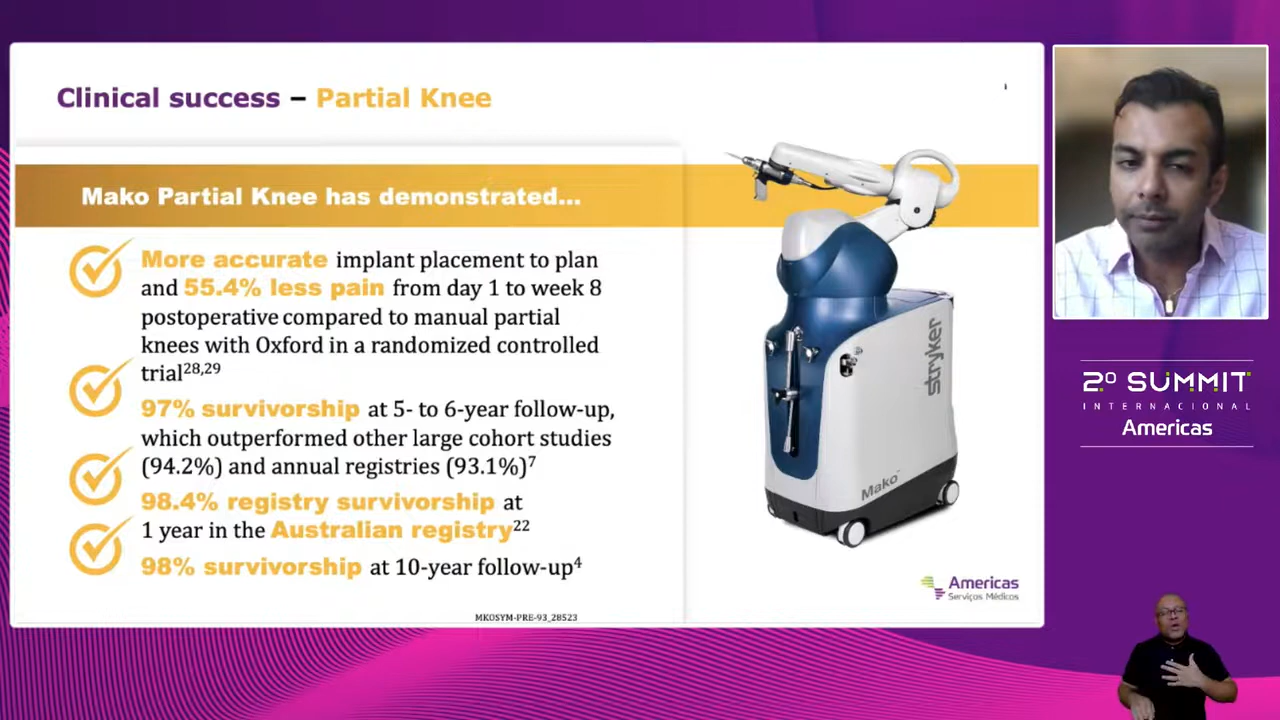 Clinical success – Partial Knee
Mako Partial Knee has demonstrated...
More accurate implant placement to plan
and 55.4% less pain from day 1 to week 8
postoperative compared to manual partial
knees with Oxford in a randomized controlled
trial28,29
97% survivorship at 5- to 6-year follow-up,
which outperformed other large cohort studies
(94.2%) and annual registries (93.1%)7
98.4% registry survivorship at
1 year in the Australian registry22
98% survivorship at 10-year follow-up4
MKOSYM-PRE-93_28523
stryker
Mako™
Americas
Serviços Médicos
2º SUMMIT
INTERNACIONAL
Americas